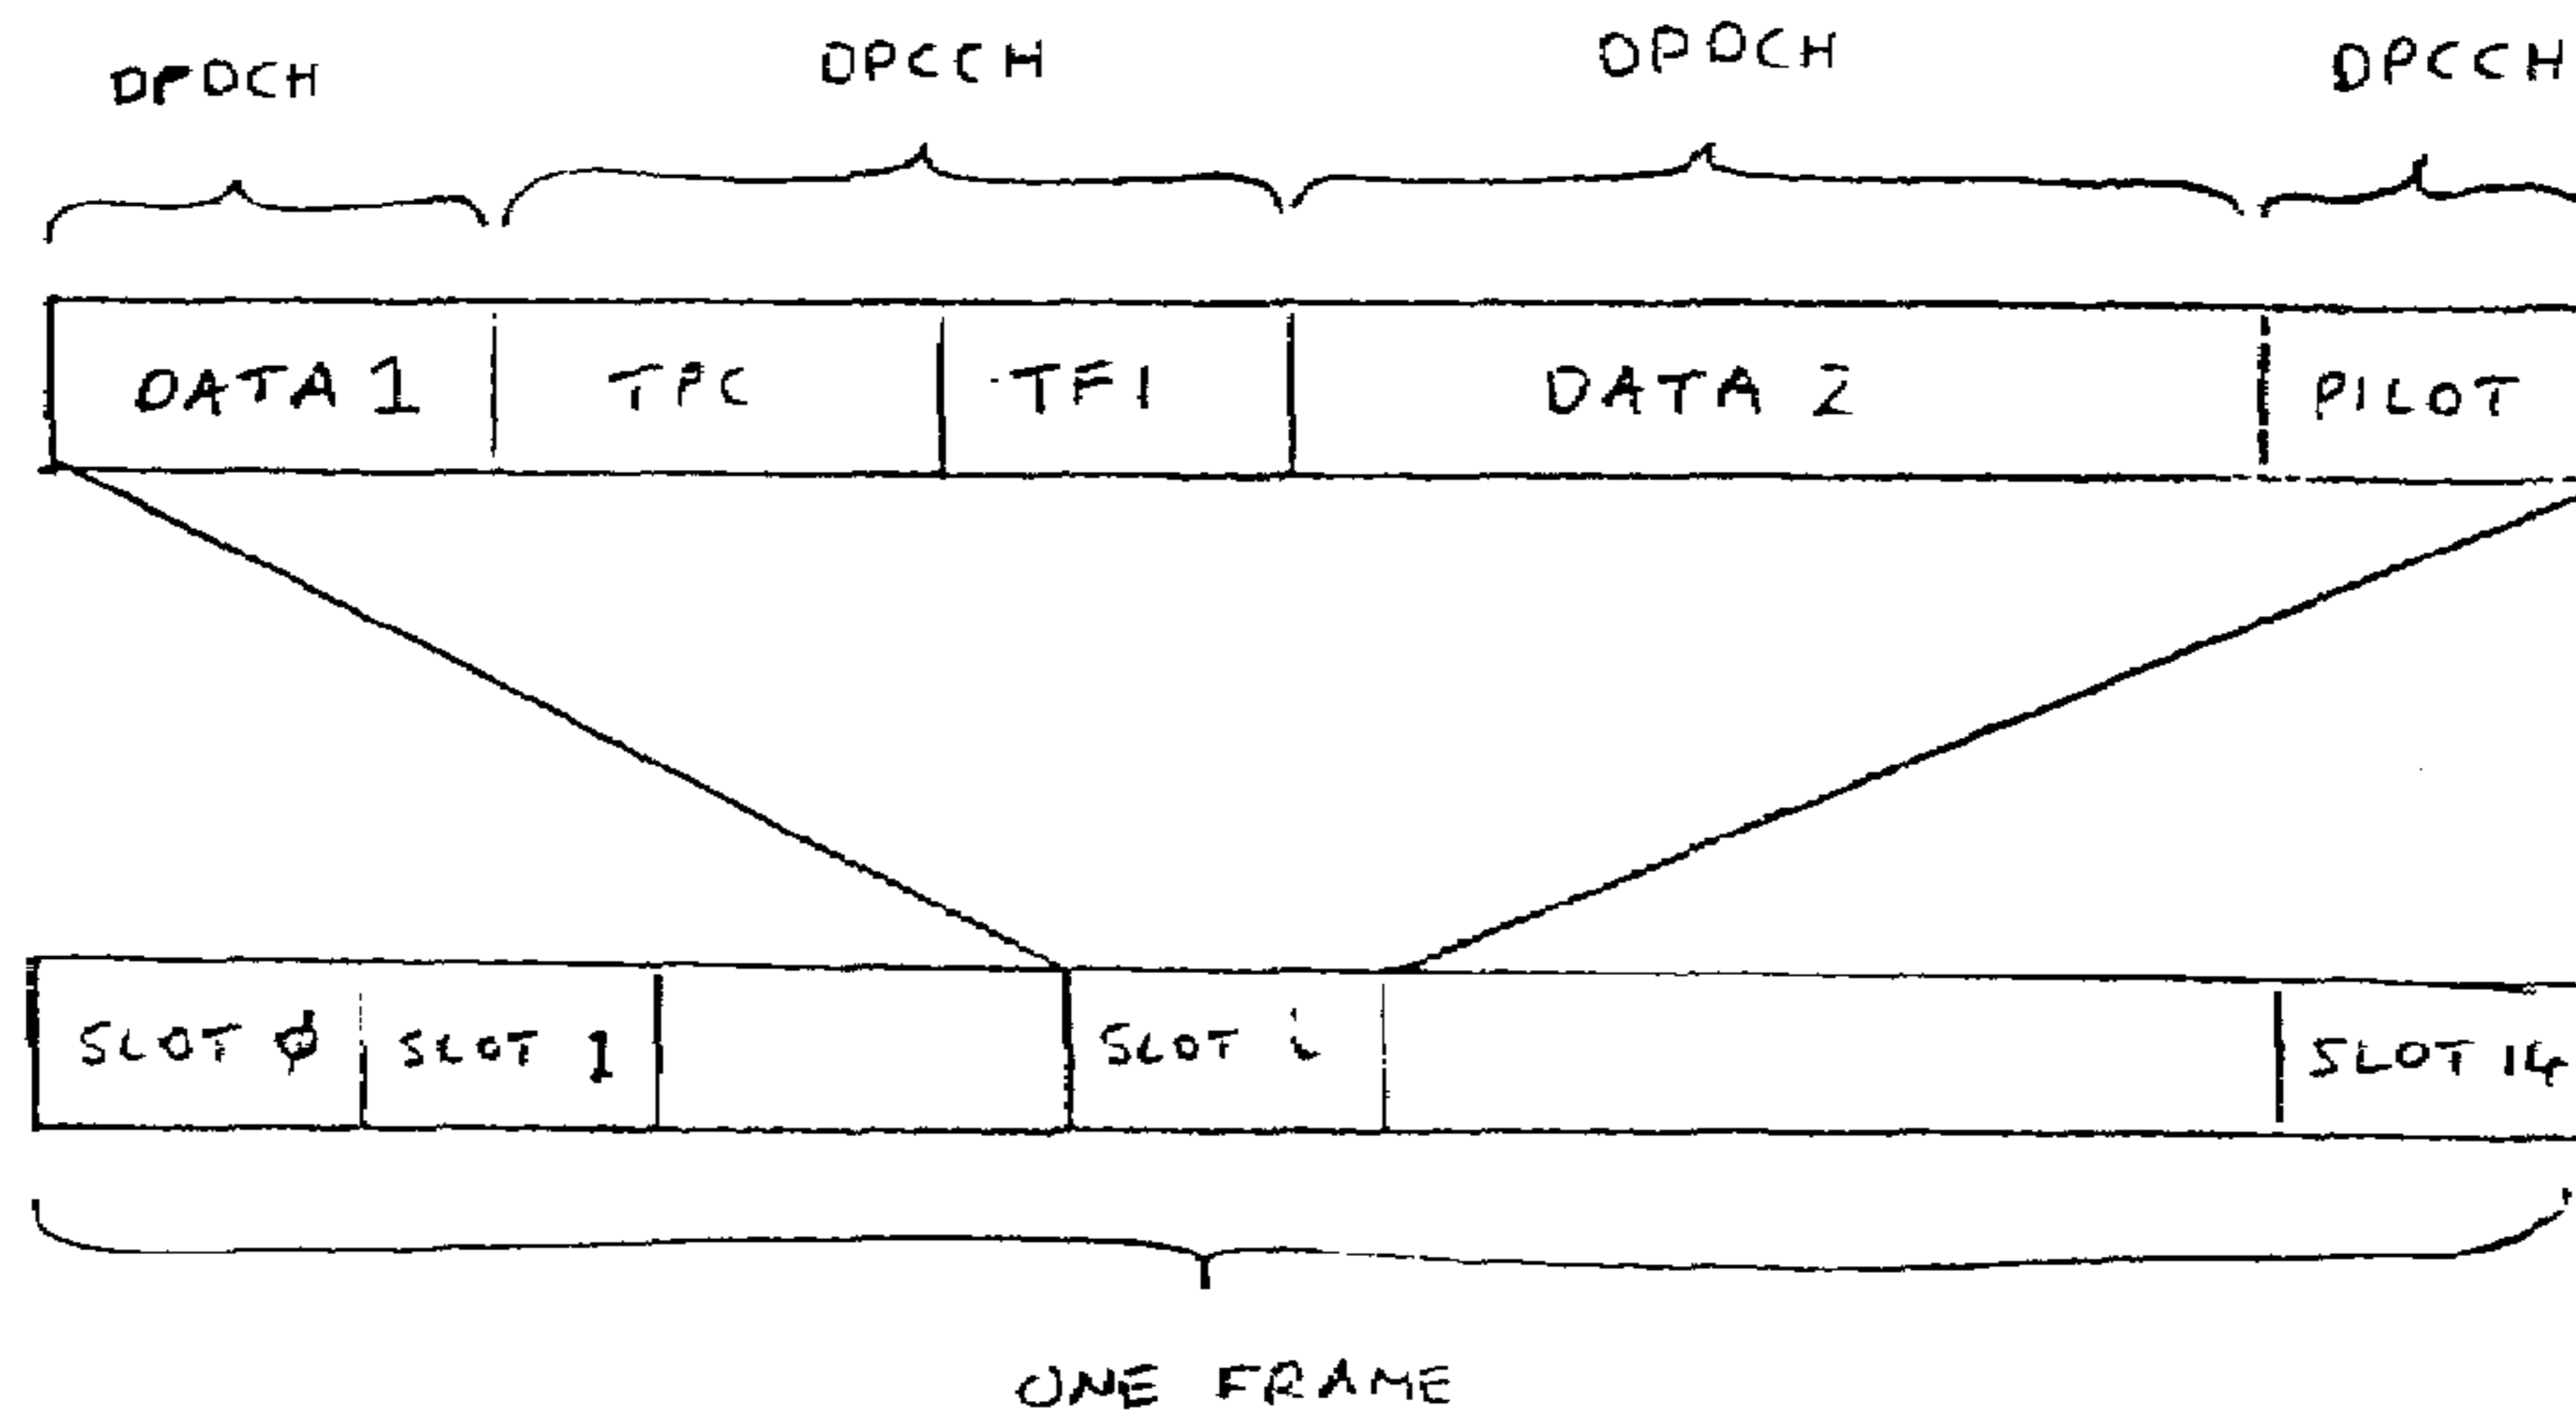 DPDCH DPCCH DPDCH DPCCH
DATA 1 TPC TFI DATA 2 PILOT
SLOT 0 SLOT 1 SLOT i SLOT 14
ONE FRAME